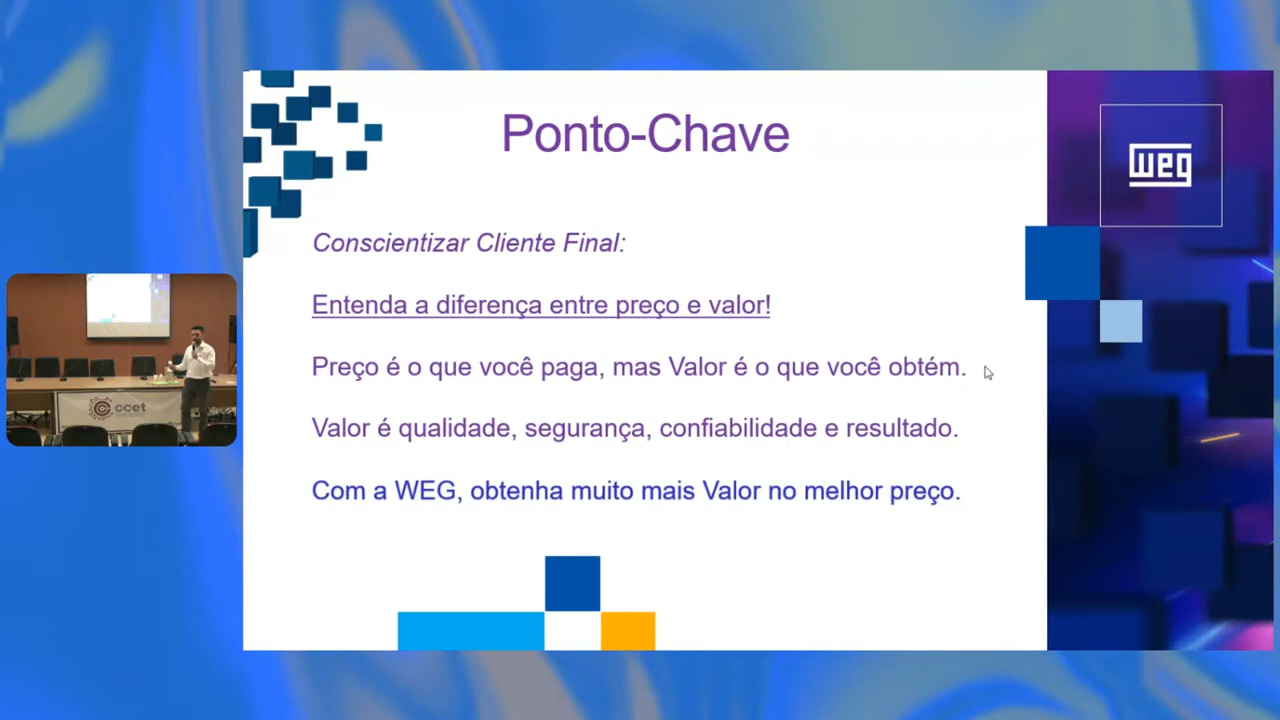 Ponto-Chave
weg
Conscientizar Cliente Final:
Entenda a diferença entre preço e valor!
Preço é o que você paga, mas Valor é o que você obtém.
Valor é qualidade, segurança, confiabilidade e resultado.
Com a WEG, obtenha muito mais Valor no melhor preço.
ccet